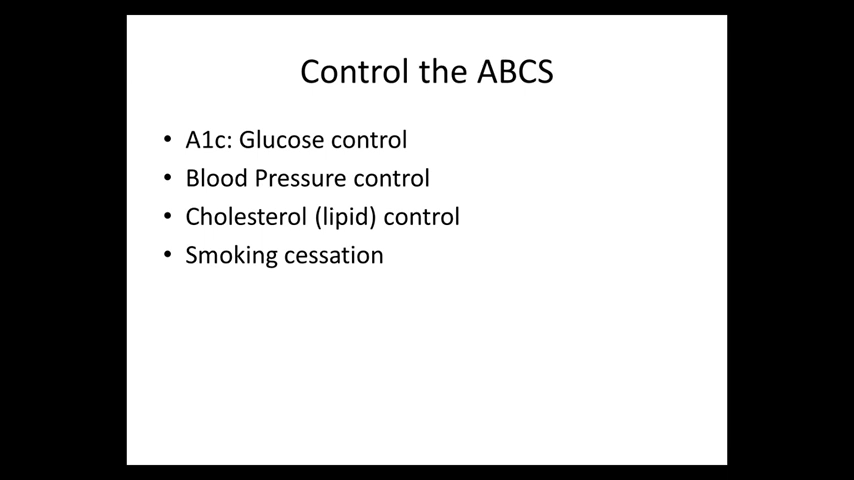 Control the ABCS
• A1c: Glucose control
• Blood Pressure control
• Cholesterol (lipid) control
• Smoking cessation